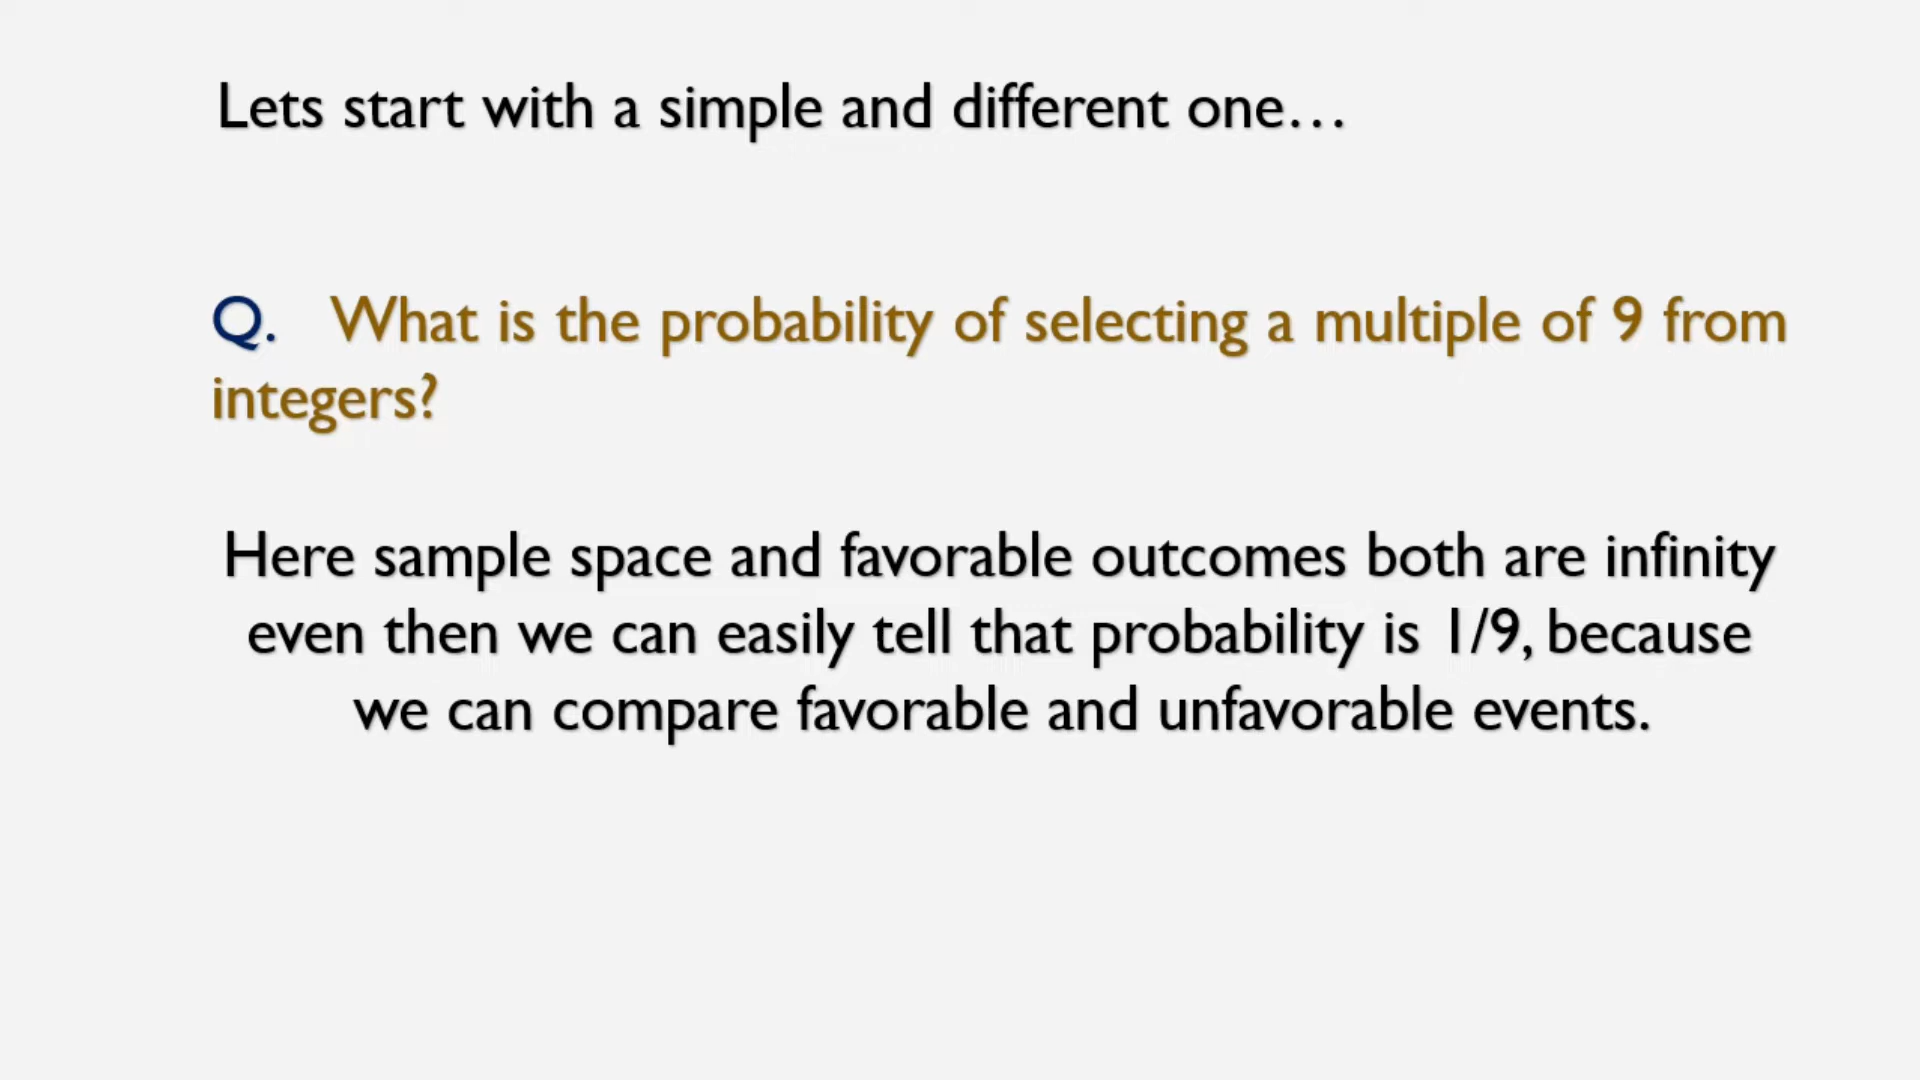 Lets start with a simple and different one...
Q. What is the probability of selecting a multiple of 9 from
integers?
Here sample space and favorable outcomes both are infinity
even then we can easily tell that probability is 1/9, because
we can compare favorable and unfavorable events.